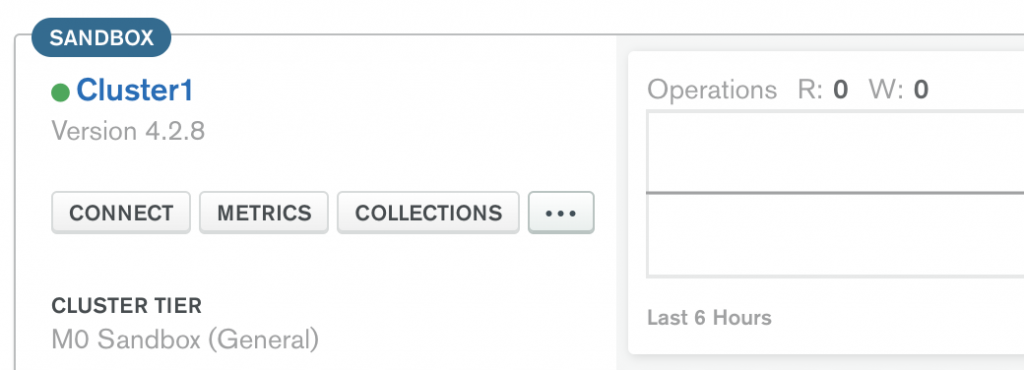 SANDBOX
Cluster1
Version 4.2.8
CONNECT METRICS COLLECTIONS ...
CLUSTER TIER
M0 Sandbox (General)
Operations R: 0 W: 0
Last 6 Hours